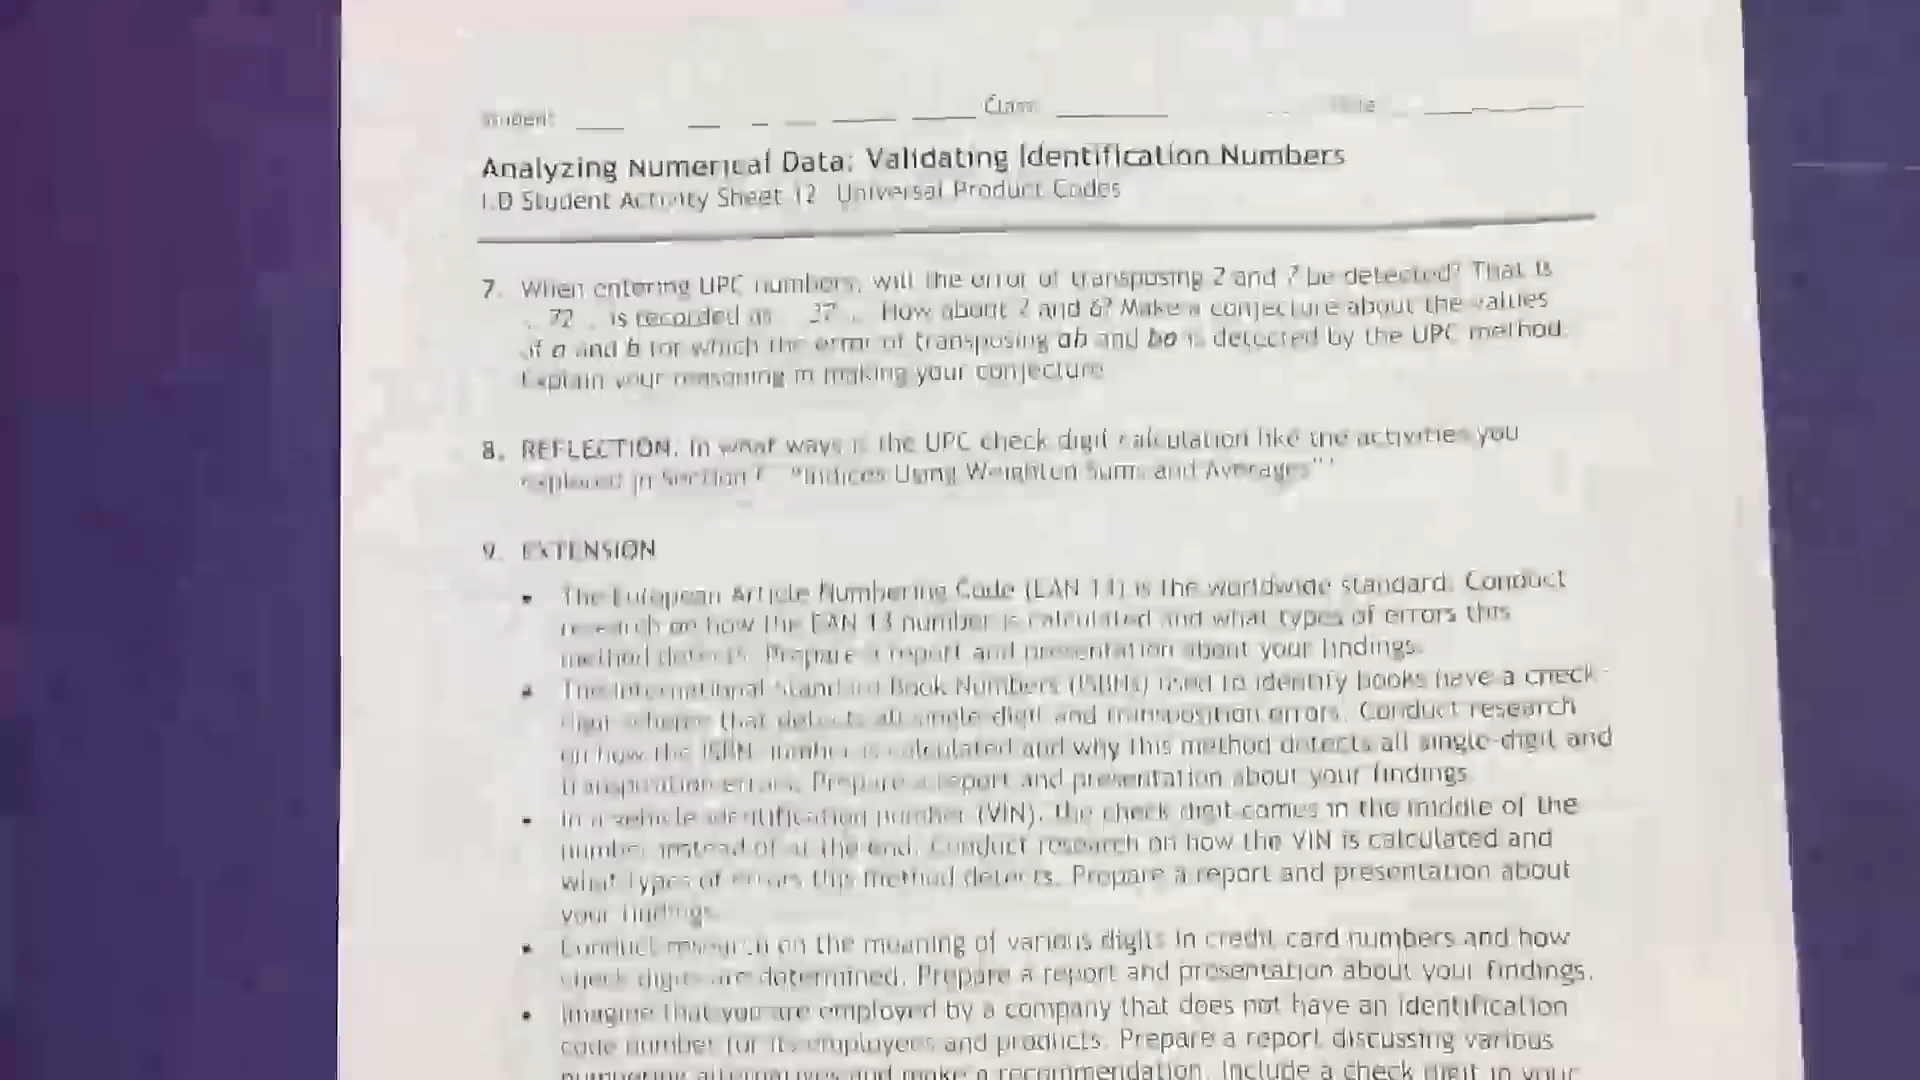 Student Class Date
Analyzing Numerical Data: Validating Identification Numbers
I.D Student Activity Sheet 12 Universal Product Codes
7. When entering UPC numbers, will the error of transposing 2 and 7 be detected? That is
..72.. is recorded as ..27.. How about and 6? Make a conjecture about the values
of a and b for which the error of transposing ab and ba is detected by the UPC method.
Explain your reasoning in making your conjecture
8. REFLECTION. In what ways is the UPC check digit calculation like the activities you
explored in Section "Indices Using Weighted Sums and Averages"?
9. EXTENSION
• The European Article Numbering Code (EAN 13) is the worldwide standard. Conduct
research on how the EAN 13 number is calculated and what types of errors this
method detects. Prepare a report and presentation about your findings.
• The International Standard Book Numbers (ISBNs) used to identify books have a check-
digit scheme that detects all single-digit and transposition errors. Conduct research
on how the ISBN number is calculated and why this method detects all single-digit and
transposition errors. Prepare a report and presentation about your findings.
• In a vehicle identification number (VIN), the check digit comes in the middle of the
number instead of at the end. Conduct research on how the VIN is calculated and
what types of errors this method detects. Prepare a report and presentation about
your findings.
• Conduct research on the meaning of various digits in credit card numbers and how
check digits are determined. Prepare a report and presentation about your findings.
• Imagine that you are employed by a company that does not have an identification
code number for its employees and products. Prepare a report discussing various
numbering alternatives and make a recommendation. Include a check digit in your